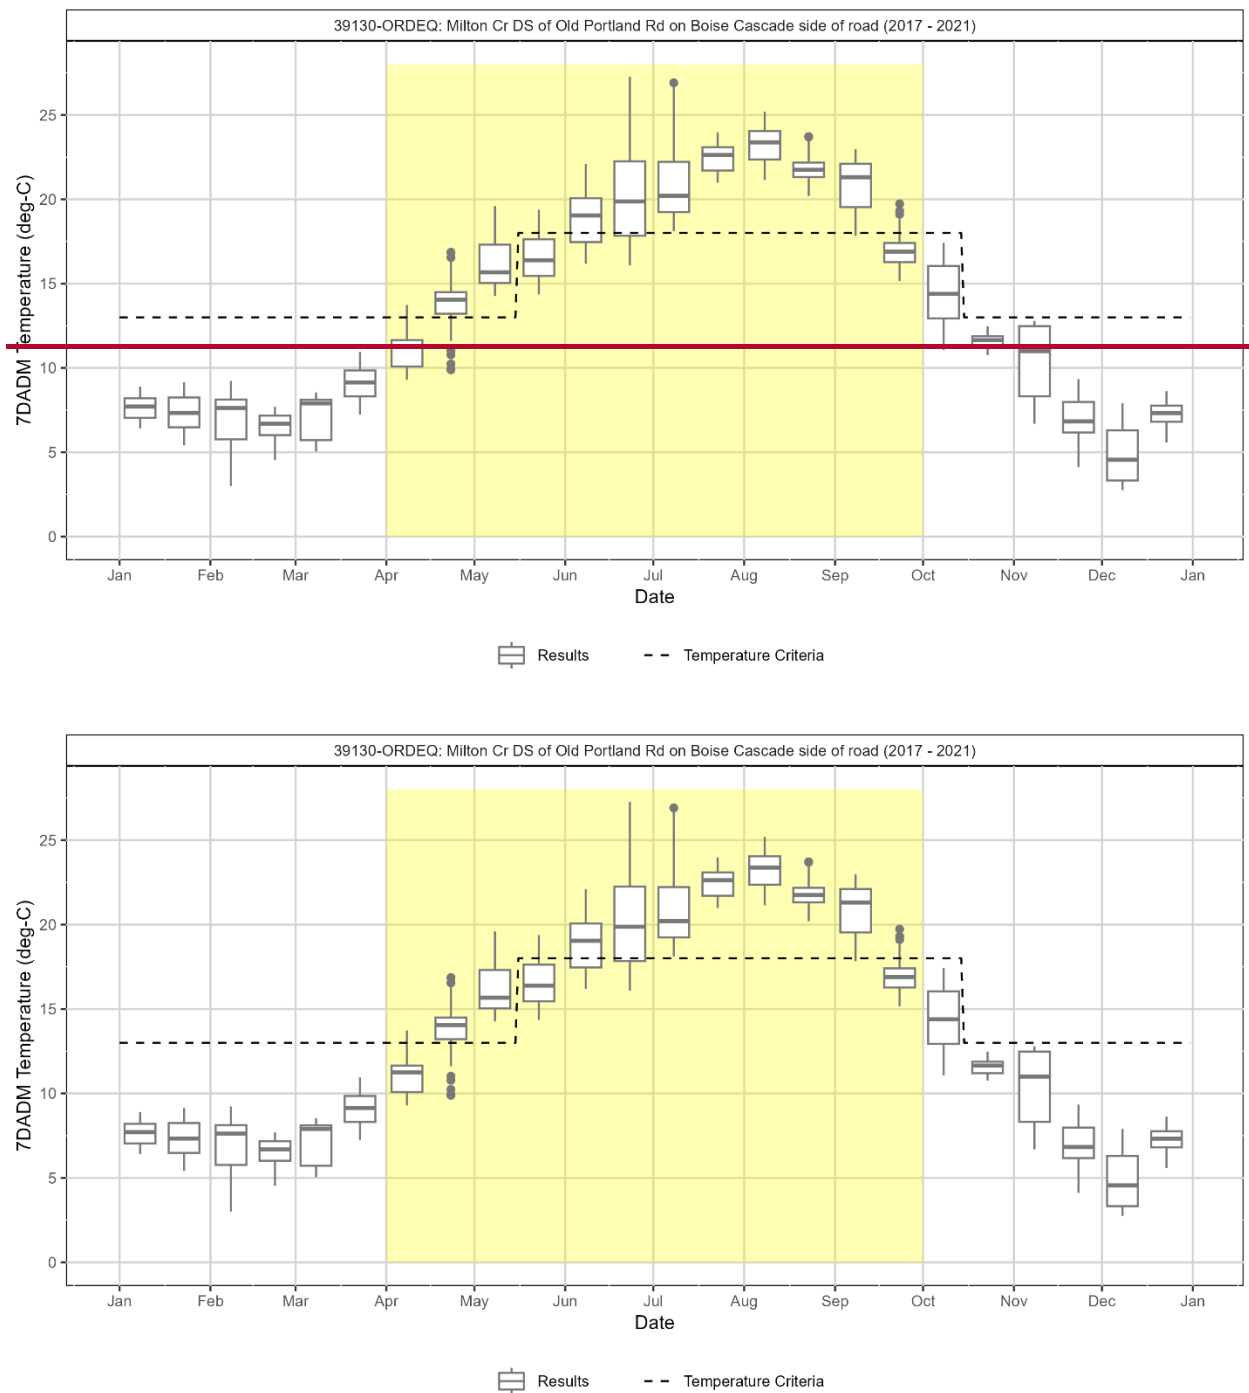 39130-ORDEQ: Milton Cr DS of Old Portland Rd on Boise Cascade side of road (2017 - 2021)
7DADM Temperature (deg-C)
25
20
15
10
5
0
Jan Feb Mar Apr May Jun Jul Aug Sep Oct Nov Dec Jan
Date
Results Temperature Criteria
39130-ORDEQ: Milton Cr DS of Old Portland Rd on Boise Cascade side of road (2017 - 2021)
7DADM Temperature (deg-C)
25
20
15
10
5
0
Jan Feb Mar Apr May Jun Jul Aug Sep Oct Nov Dec Jan
Date
Results Temperature Criteria